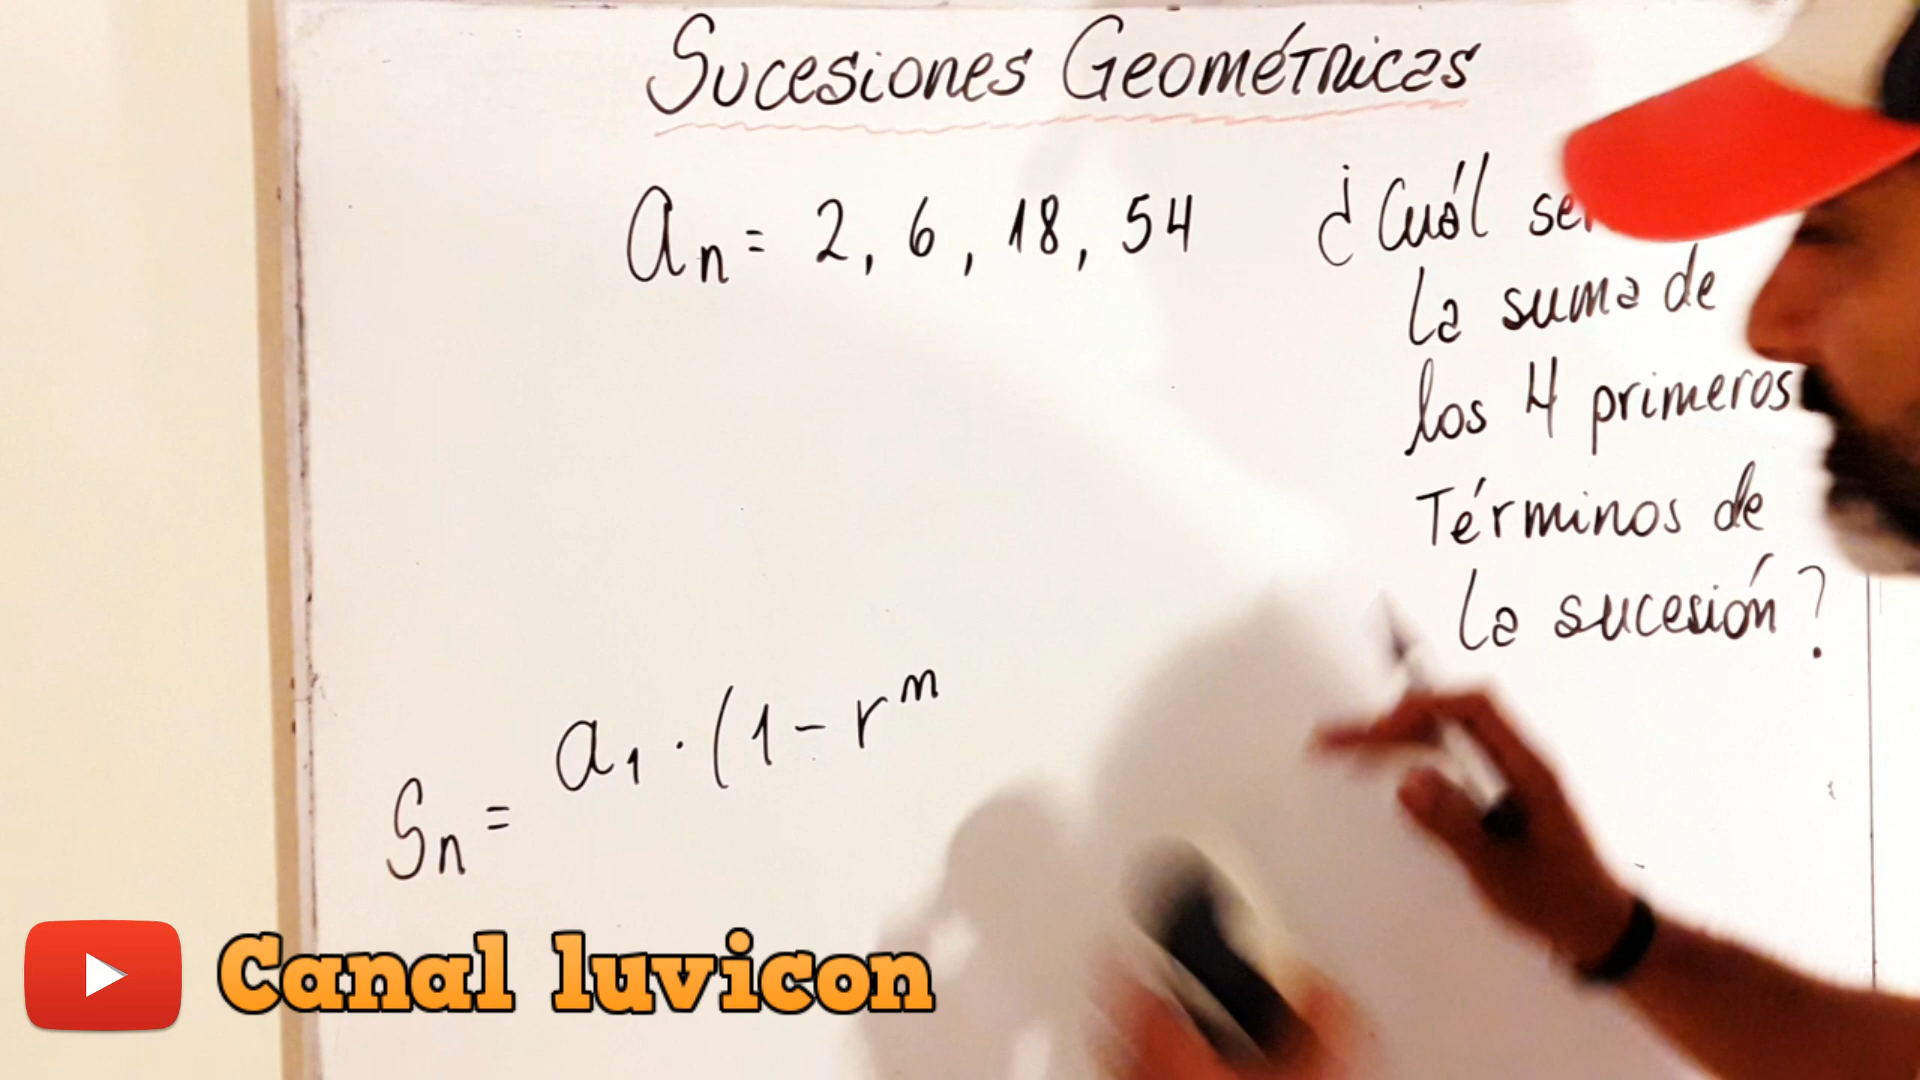 Sucesiones Geométricas
an = 2, 6, 18, 54
¿Cuál
la suma de
los 4 primeros
Términos de
la sucesión?
Sn = a1 · (1 - r^n
Canal luvicon